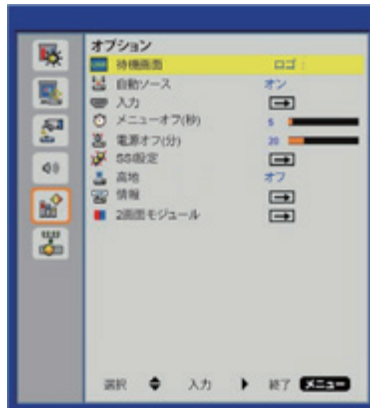 オプション
待機画面 ロゴ :
自動ソース オン
入力
メニューオフ(秒) 5
電源オフ(分) 20
SSI設定
高地 オフ
情報
2画面モジュール
選択 入力 終了 メニュー